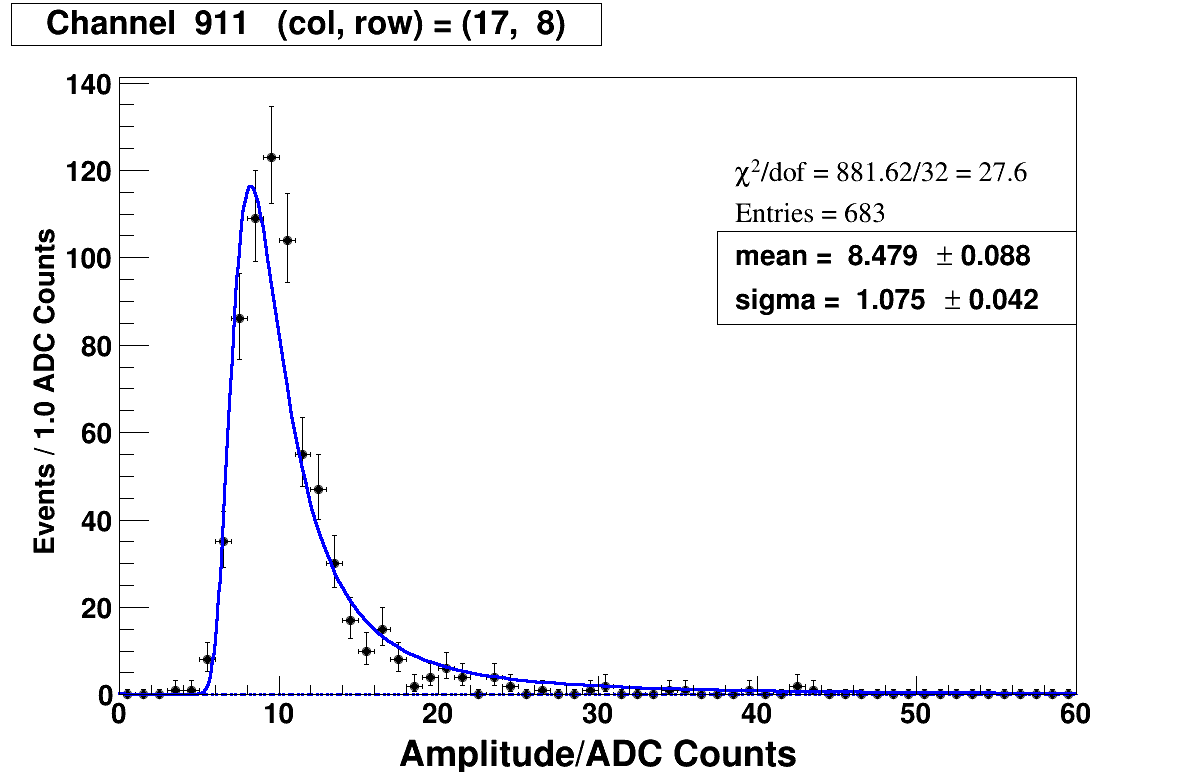 Channel 911 (col, row) = (17, 8)
140
120
100
80
60
40
20
0
Events / 1.0 ADC Counts
χ²/dof = 881.62/32 = 27.6
Entries = 683
mean = 8.479 ± 0.088
sigma = 1.075 ± 0.042
0 10 20 30 40 50 60
Amplitude/ADC Counts